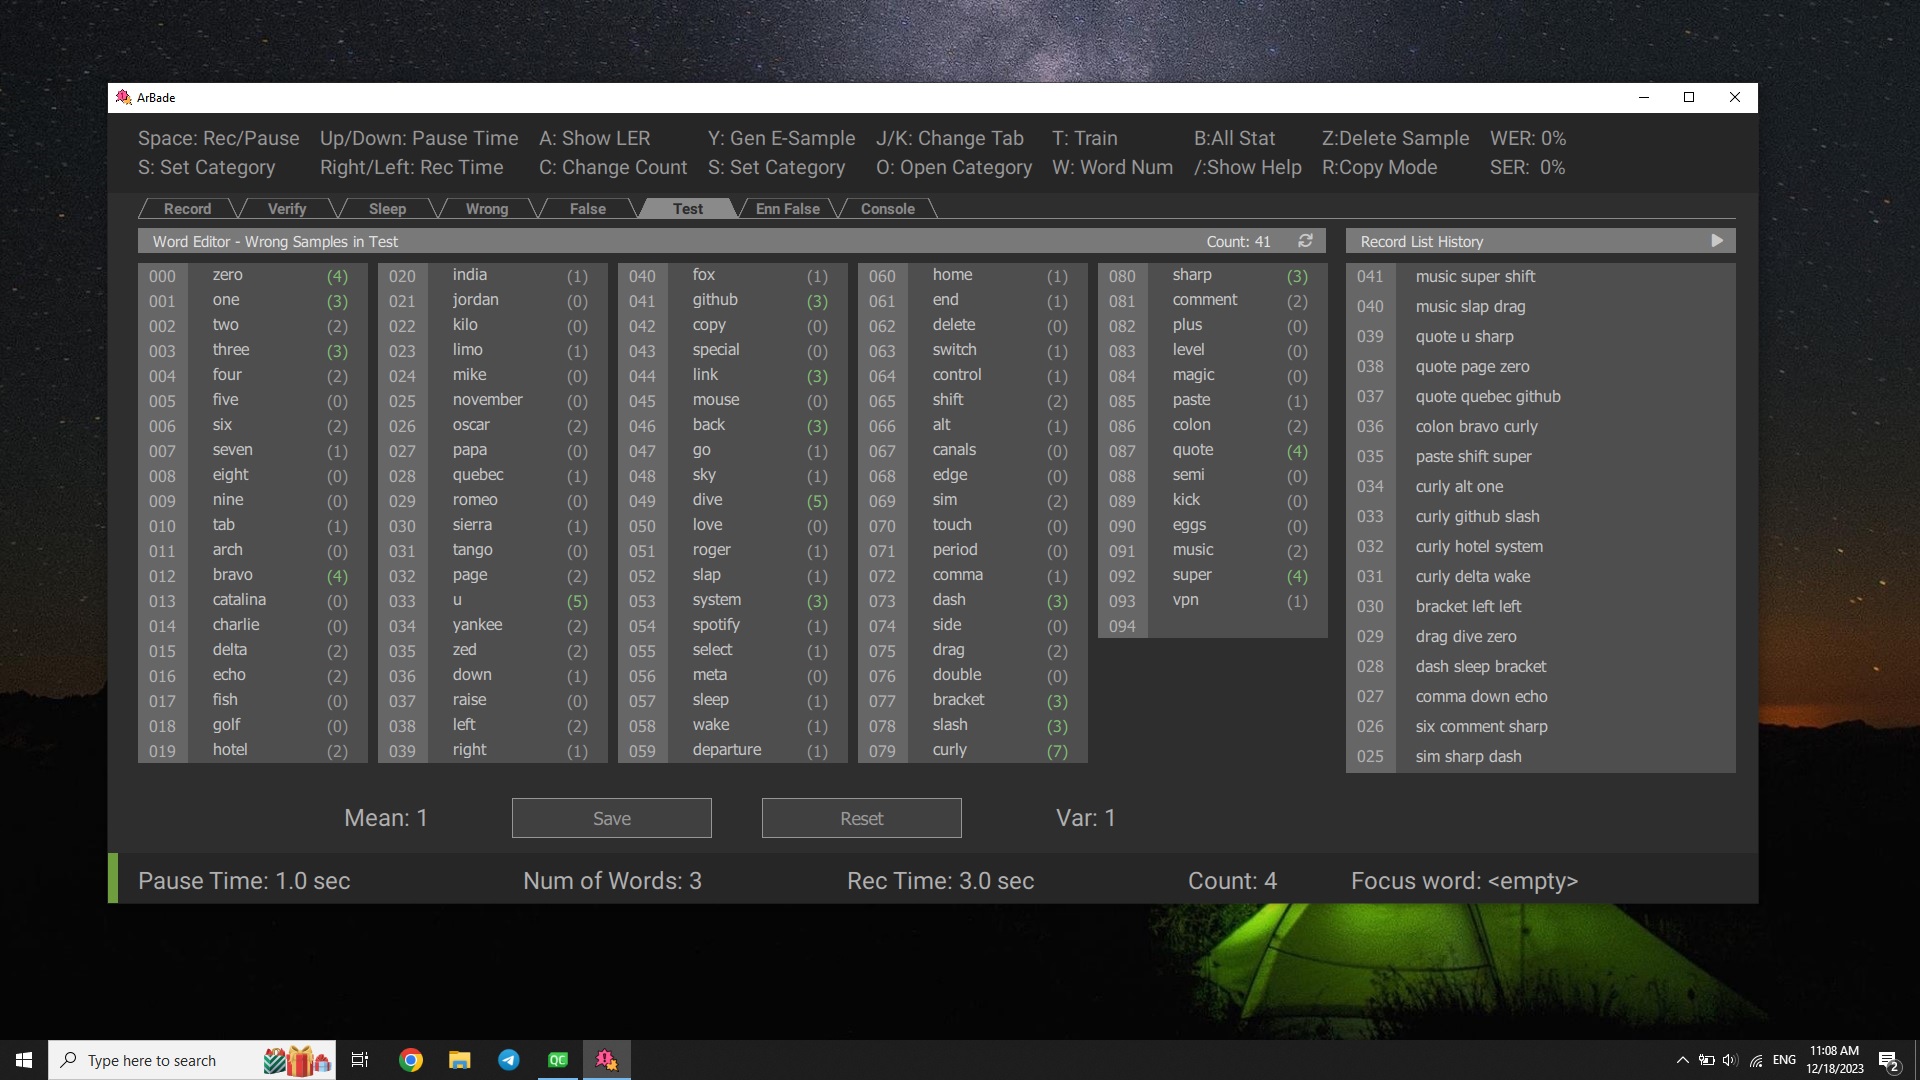 ArBade
Space: Rec/Pause Up/Down: Pause Time A: Show LER Y: Gen E-Sample J/K: Change Tab T: Train B:All Stat Z:Delete Sample WER: 0%
S: Set Category Right/Left: Rec Time C: Change Count S: Set Category O: Open Category W: Word Num /:Show Help R:Copy Mode SER: 0%
Record Verify Sleep Wrong False Test Enn False Console
Word Editor - Wrong Samples in Test Count: 41 Record List History
000 zero (4)
001 one (3)
002 two (2)
003 three (3)
004 four (2)
005 five (0)
006 six (2)
007 seven (1)
008 eight (0)
009 nine (0)
010 tab (1)
011 arch (0)
012 bravo (4)
013 catalina (0)
014 charlie (0)
015 delta (2)
016 echo (2)
017 fish (0)
018 golf (0)
019 hotel (2)
020 india (1)
021 jordan (0)
022 kilo (0)
023 limo (1)
024 mike (0)
025 november (0)
026 oscar (2)
027 papa (0)
028 quebec (1)
029 romeo (0)
030 sierra (1)
031 tango (0)
032 page (2)
033 u (5)
034 yankee (2)
035 zed (2)
036 down (1)
037 raise (0)
038 left (2)
039 right (1)
040 fox (1)
041 github (3)
042 copy (0)
043 special (0)
044 link (3)
045 mouse (0)
046 back (3)
047 go (1)
048 sky (1)
049 dive (5)
050 love (0)
051 roger (1)
052 slap (1)
053 system (3)
054 spotify (1)
055 select (1)
056 meta (0)
057 sleep (1)
058 wake (1)
059 departure (1)
060 home (1)
061 end (1)
062 delete (0)
063 switch (1)
064 control (1)
065 shift (2)
066 alt (1)
067 canals (0)
068 edge (0)
069 sim (2)
070 touch (0)
071 period (0)
072 comma (1)
073 dash (3)
074 side (0)
075 drag (2)
076 double (0)
077 bracket (3)
078 slash (3)
079 curly (7)
080 sharp (3)
081 comment (2)
082 plus (0)
083 level (0)
084 magic (0)
085 paste (1)
086 colon (2)
087 quote (4)
088 semi (0)
089 kick (0)
090 eggs (0)
091 music (2)
092 super (4)
093 vpn (1)
094
041 music super shift
040 music slap drag
039 quote u sharp
038 quote page zero
037 quote quebec github
036 colon bravo curly
035 paste shift super
034 curly alt one
033 curly github slash
032 curly hotel system
031 curly delta wake
030 bracket left left
029 drag dive zero
028 dash sleep bracket
027 comma down echo
026 six comment sharp
025 sim sharp dash
Mean: 1 Save Reset Var: 1
Pause Time: 1.0 sec Num of Words: 3 Rec Time: 3.0 sec Count: 4 Focus word: <empty>
Type here to search QC ENG 11:08 AM
12/18/2023 2